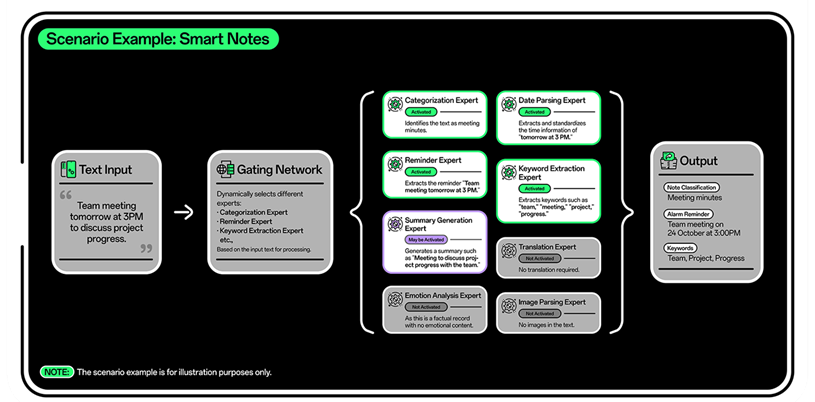 Scenario Example: Smart Notes
Text Input
“
Team meeting
tomorrow at 3PM
to discuss project
progress.
”
Gating Network
Dynamically selects different
experts:
· Categorization Expert
· Reminder Expert
· Keyword Extraction Expert
etc.,
Based on the input text for processing.
Categorization Expert
Activated
Identifies the text as meeting
minutes.
Date Parsing Expert
Activated
Extracts and standardizes
the time information of
"tomorrow at 3 PM."
Reminder Expert
Activated
Extracts the reminder "Team
meeting tomorrow at 3 PM."
Keyword Extraction
Expert
Activated
Extracts keywords such as
"team," "meeting," "project,"
"progress."
Summary Generation
Expert
May be Activated
Generates a summary such
as "Meeting to discuss proj-
ect progress with the team."
Translation Expert
Not Activated
No translation required.
Emotion Analysis Expert
Not Activated
As this is a factual record
with no emotional content.
Image Parsing Expert
Not Activated
No images in the text.
Output
Note Classification
Meeting minutes
Alarm Reminder
Team meeting on
24 October at 3:00PM
Keywords
Team, Project, Progress
NOTE: The scenario example is for illustration purposes only.